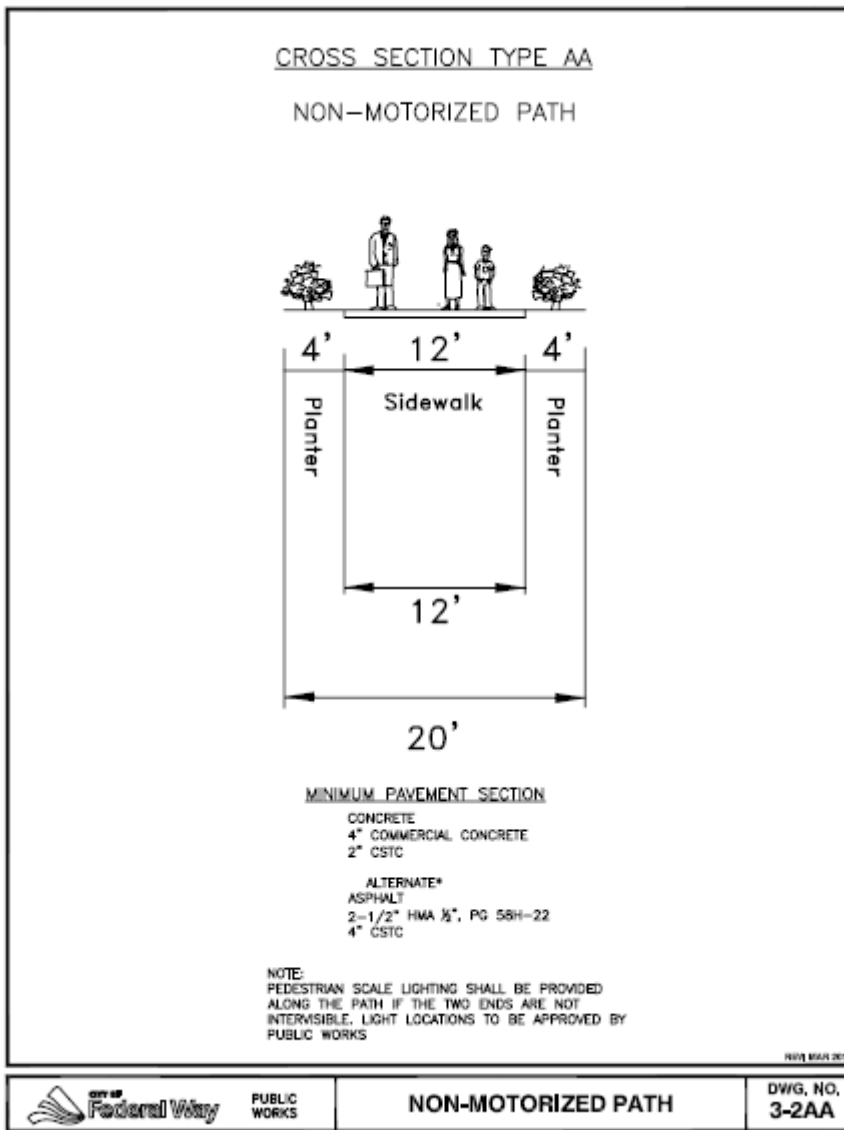 CROSS SECTION TYPE AA
NON-MOTORIZED PATH
4' 12' 4'
Planter Sidewalk Planter
12'
20'
MINIMUM PAVEMENT SECTION
CONCRETE
4" COMMERCIAL CONCRETE
2" CSTC
ALTERNATE*
ASPHALT
2-1/2" HMA ½", PG 58H-22
4" CSTC
NOTE:
PEDESTRIAN SCALE LIGHTING SHALL BE PROVIDED
ALONG THE PATH IF THE TWO ENDS ARE NOT
INTERVISIBLE. LIGHT LOCATIONS TO BE APPROVED BY
PUBLIC WORKS
MAR
CITY OF
Federal Way
PUBLIC
WORKS
NON-MOTORIZED PATH
DWG. NO.
3-2AA